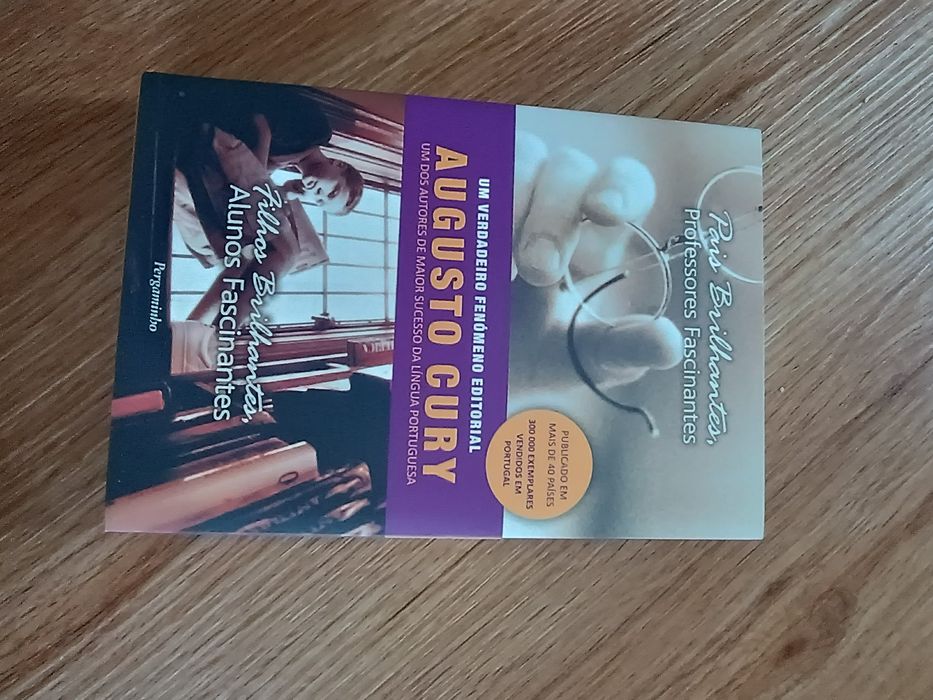 Pais Brilhantes,
Professores Fascinantes
PUBLICADO EM
MAIS DE 40 PAÍSES
300 000 EXEMPLARES
VENDIDOS EM
PORTUGAL
UM VERDADEIRO FENÓMENO EDITORIAL
AUGUSTO CURY
UM DOS AUTORES DE MAIOR SUCESSO DA LÍNGUA PORTUGUESA
Filhos Brilhantes,
Alunos Fascinantes
Pergaminho